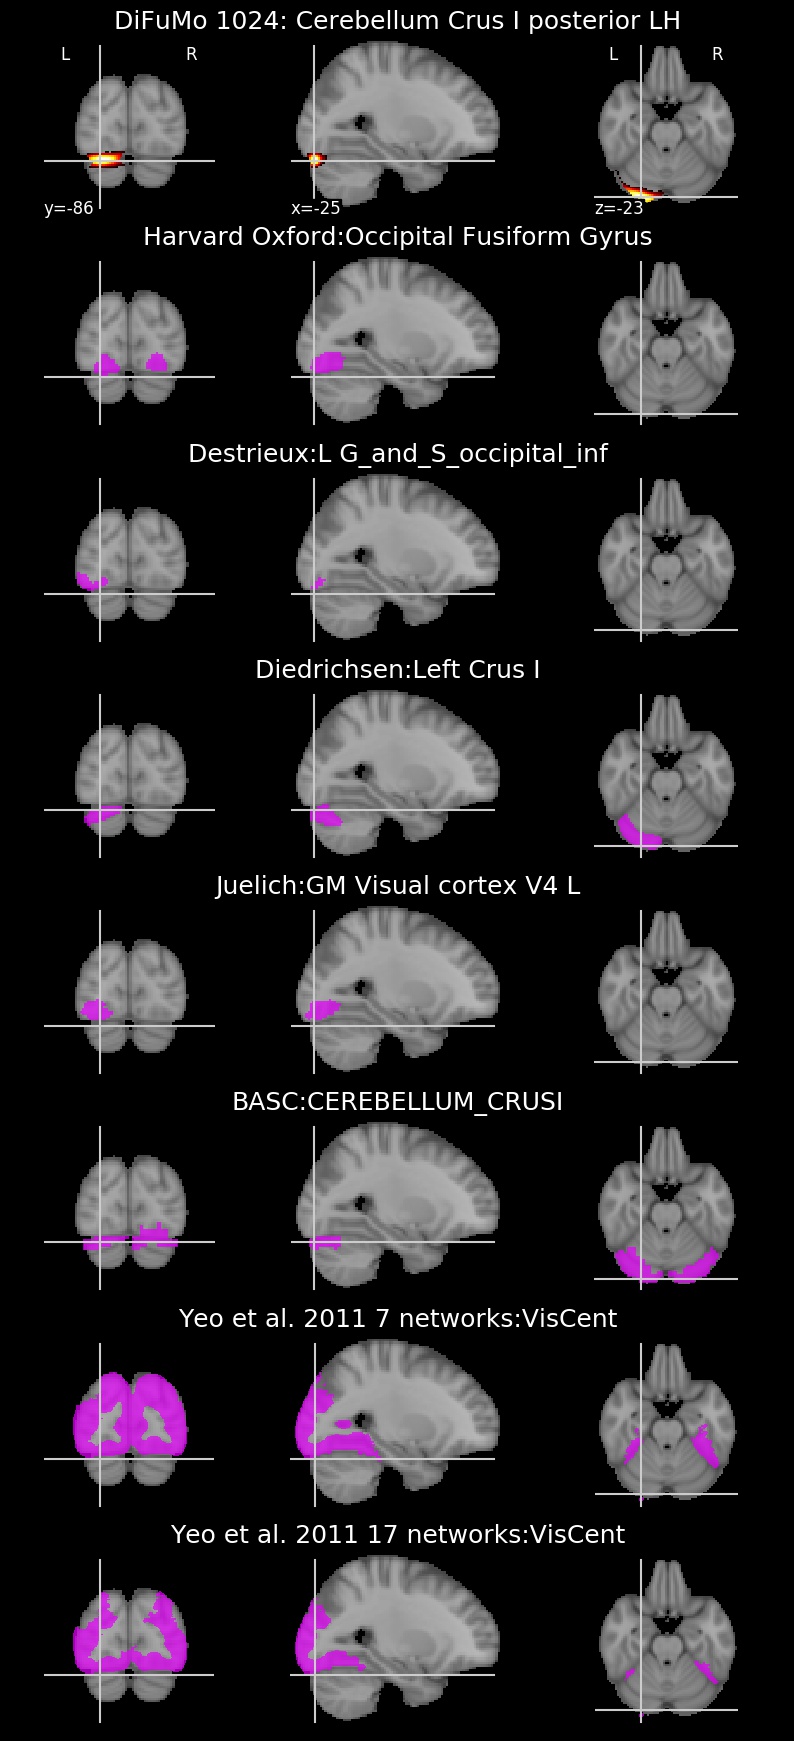 DiFuMo 1024: Cerebellum Crus I posterior LH
L R L R
y=-86 x=-25 z=-23
Harvard Oxford:Occipital Fusiform Gyrus
Destrieux:L G_and_S_occipital_inf
Diedrichsen:Left Crus I
Juelich:GM Visual cortex V4 L
BASC:CEREBELLUM_CRUSI
Yeo et al. 2011 7 networks:VisCent
Yeo et al. 2011 17 networks:VisCent